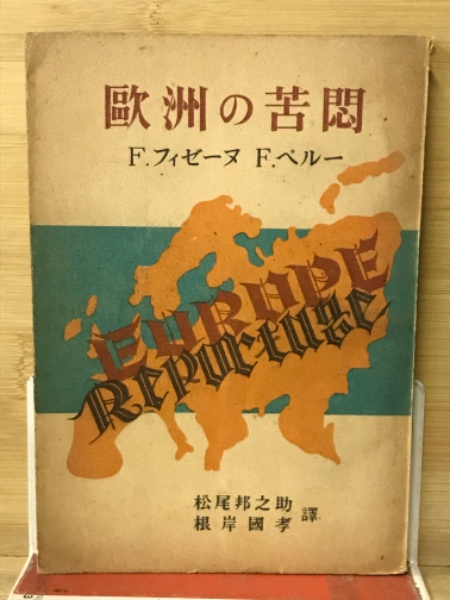 歐洲の苦悶
F.フィゼーヌ F.ペルー
EUROPE
Reportage
松尾邦之助
根岸國孝 譯